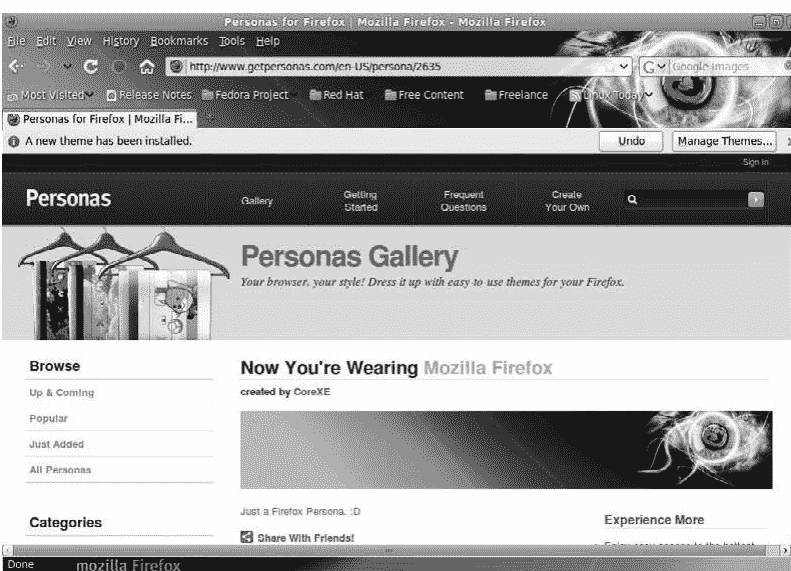 Personas for Firefox | Mozilla Firefox - Mozilla Firefox
File Edit View History Bookmarks Tools Help
http://www.getpersonas.com/en-US/persona/2635
G Google Images
Most Visited Release Notes Fedora Project Red Hat Free Content Freelance Linux Today
Personas for Firefox | Mozilla Fi...
A new theme has been installed. Undo Manage Themes...
Sign In
Personas
Gallery
Getting Started
Frequent Questions
Create Your Own
Personas Gallery
Your browser, your style! Dress it up with easy-to-use themes for your Firefox.
Browse
Up & Coming
Popular
Just Added
All Personas
Categories
Now You're Wearing Mozilla Firefox
created by CoreXE
Just a Firefox Persona. :D
Share With Friends!
Experience More
Done mozilla Firefox